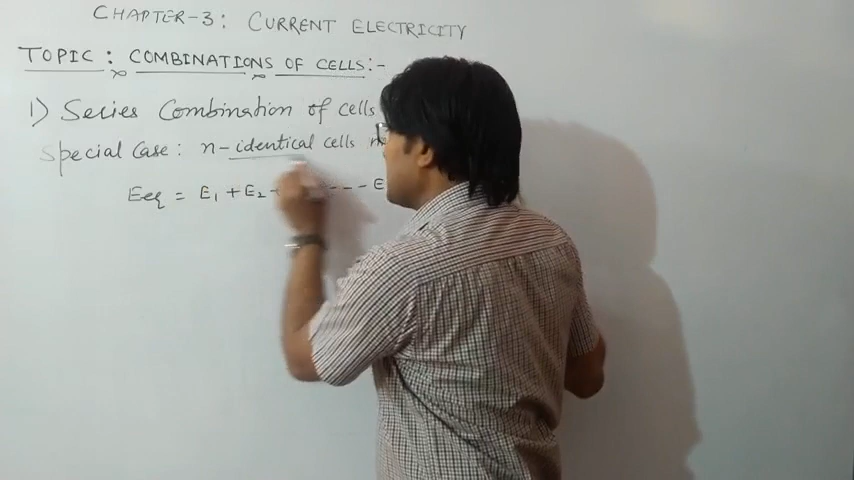 CHAPTER-3: CURRENT ELECTRICITY
TOPIC: COMBINATIONS OF CELLS:-
1) Series Combination of cells
Special Case: n-identical cells
Eeq = E1 + E2 + --- E